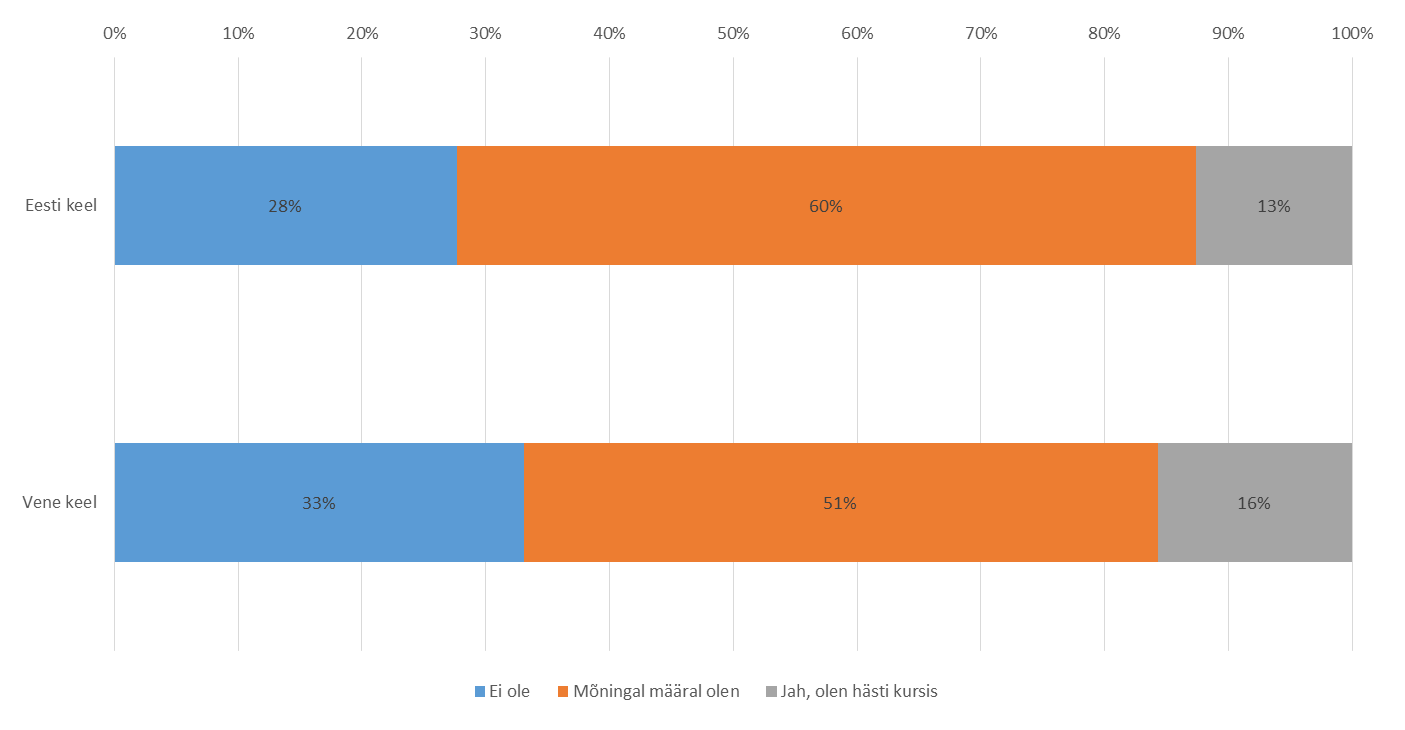 0% 10% 20% 30% 40% 50% 60% 70% 80% 90% 100%
Eesti keel 28% 60% 13%
Vene keel 33% 51% 16%
Ei ole Mõningal määral olen Jah, olen hästi kursis